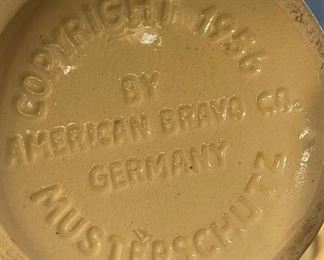 COPYRIGHT 1956
BY
AMERICAN BRAVO CO.
GERMANY
MUSTERSCHUTZ